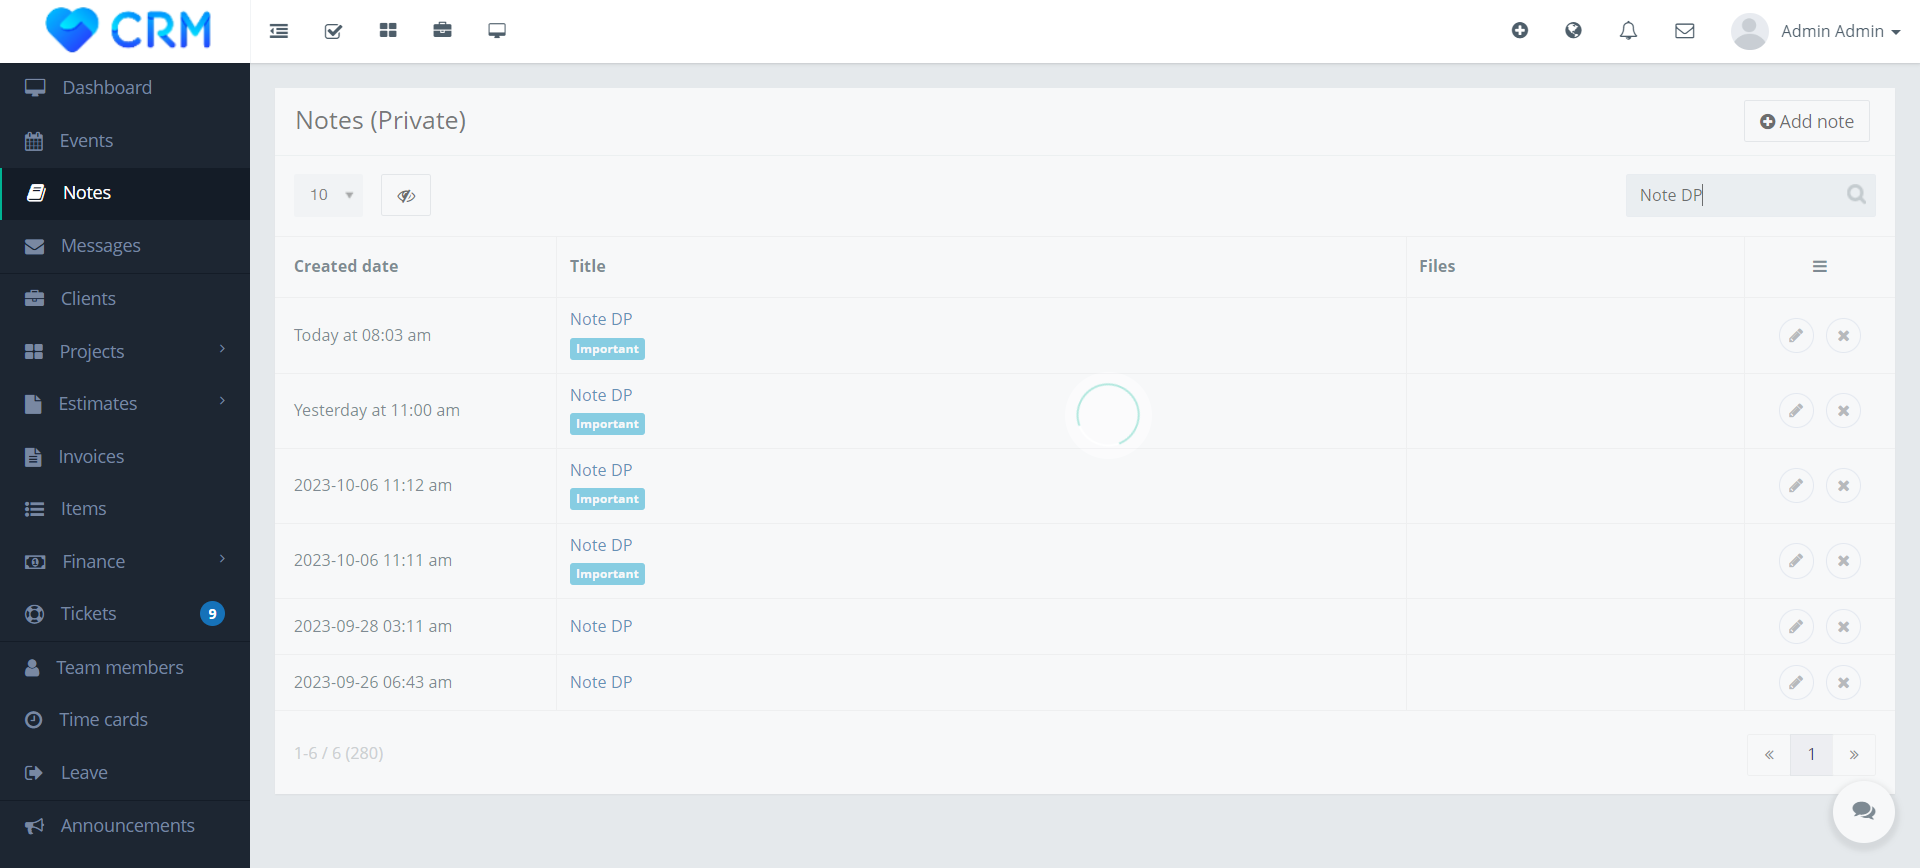 CRM
Admin Admin
Dashboard
Events
Notes
Messages
Clients
Projects
Estimates
Invoices
Items
Finance
Tickets 9
Team members
Time cards
Leave
Announcements
Notes (Private)
Add note
10
Note DP
Created date Title Files
Today at 08:03 am Note DP
Important
Yesterday at 11:00 am Note DP
Important
2023-10-06 11:12 am Note DP
Important
2023-10-06 11:11 am Note DP
Important
2023-09-28 03:11 am Note DP
2023-09-26 06:43 am Note DP
1-6 / 6 (280)
« 1 »